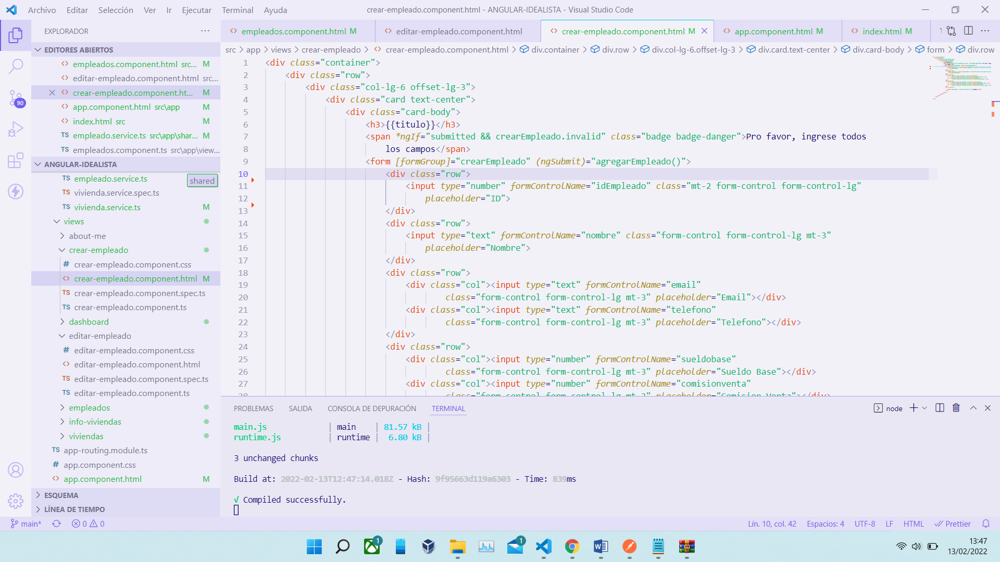 Archivo Editar Selección Ver Ir Ejecutar Terminal Ayuda
crear-empleado.component.html - ANGULAR-IDEALISTA - Visual Studio Code
EXPLORADOR
EDITORES ABIERTOS
empleados.component.html src... M
editar-empleado.component.html src...
crear-empleado.component.ht... M
app.component.html src\app M
index.html src M
TS empleado.service.ts src\app\shar... M
TS empleados.component.ts src\app\view...
ANGULAR-IDEALISTA
TS empleado.service.ts
shared
TS vivienda.service.spec.ts
TS vivienda.service.ts M
views
about-me
crear-empleado
# crear-empleado.component.css
crear-empleado.component.html M
TS crear-empleado.component.spec.ts
TS crear-empleado.component.ts
dashboard
editar-empleado
# editar-empleado.component.css
editar-empleado.component.html
TS editar-empleado.component.spec.ts
TS editar-empleado.component.ts
empleados
info-viviendas
viviendas
TS app-routing.module.ts
# app.component.css
app.component.html M
ESQUEMA
LÍNEA DE TIEMPO
90
empleados.component.html M
editar-empleado.component.html
crear-empleado.component.html M
app.component.html M
index.html M
src > app > views > crear-empleado > crear-empleado.component.html > div.container > div.row > div.col-lg-6.offset-lg-3 > div.card.text-center > div.card-body > form > div.row
1 <div class="container">
2 <div class="row">
3 <div class="col-lg-6 offset-lg-3">
4 <div class="card text-center">
5 <div class="card-body">
6 <h3>{{titulo}}</h3>
7 <span *ngIf="submitted && crearEmpleado.invalid" class="badge badge-danger">Pro favor, ingrese todos
8 los campos</span>
9 <form [formGroup]="crearEmpleado" (ngSubmit)="agregarEmpleado()">
10 <div class="row">
11 <input type="number" formControlName="idEmpleado" class="mt-2 form-control form-control-lg"
12 placeholder="ID">
13 </div>
14 <div class="row">
15 <input type="text" formControlName="nombre" class="form-control form-control-lg mt-3"
16 placeholder="Nombre">
17 </div>
18 <div class="row">
19 <div class="col"><input type="text" formControlName="email"
20 class="form-control form-control-lg mt-3" placeholder="Email"></div>
21 <div class="col"><input type="text" formControlName="telefono"
22 class="form-control form-control-lg mt-3" placeholder="Telefono"></div>
23 </div>
24 <div class="row">
25 <div class="col"><input type="number" formControlName="sueldobase"
26 class="form-control form-control-lg mt-3" placeholder="Sueldo Base"></div>
27 <div class="col"><input type="number" formControlName="comisionventa"
28 class="form-control form-control-lg mt-3" placeholder="Comision Venta"></div>
PROBLEMAS SALIDA CONSOLA DE DEPURACIÓN TERMINAL
node
main.js | main | 81.57 kB |
runtime.js | runtime | 6.80 kB |
3 unchanged chunks
Build at: 2022-02-13T12:47:14.018Z - Hash: 9f95663d119a6303 - Time: 839ms
√ Compiled successfully.
main* 0 0
Lín. 10, col. 42 Espacios: 4 UTF-8 LF HTML Prettier
1
1
13:47
13/02/2022